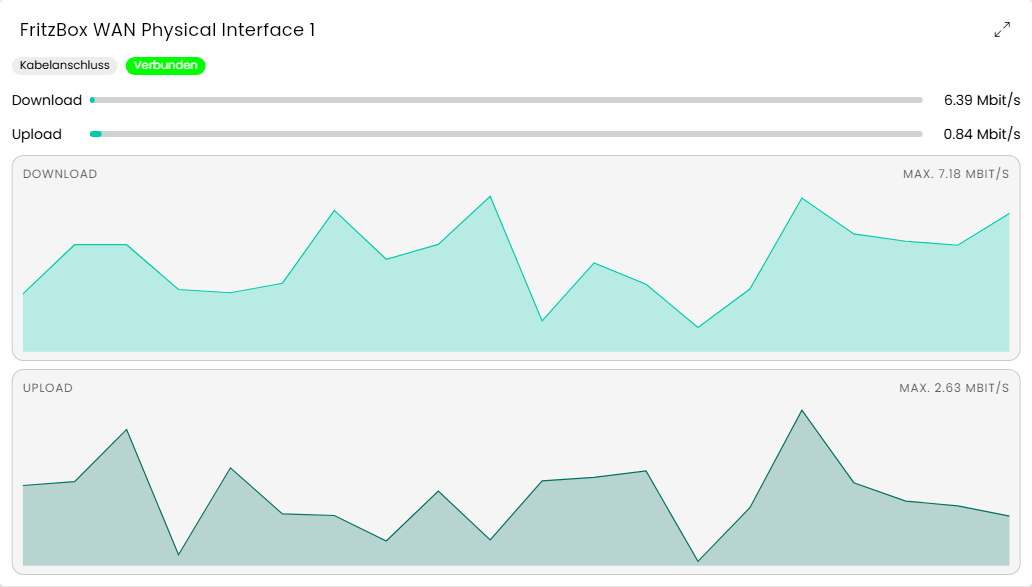 FritzBox WAN Physical Interface 1
Kabelanschluss Verbunden
Download 6.39 Mbit/s
Upload 0.84 Mbit/s
DOWNLOAD MAX. 7.18 MBIT/S
UPLOAD MAX. 2.63 MBIT/S